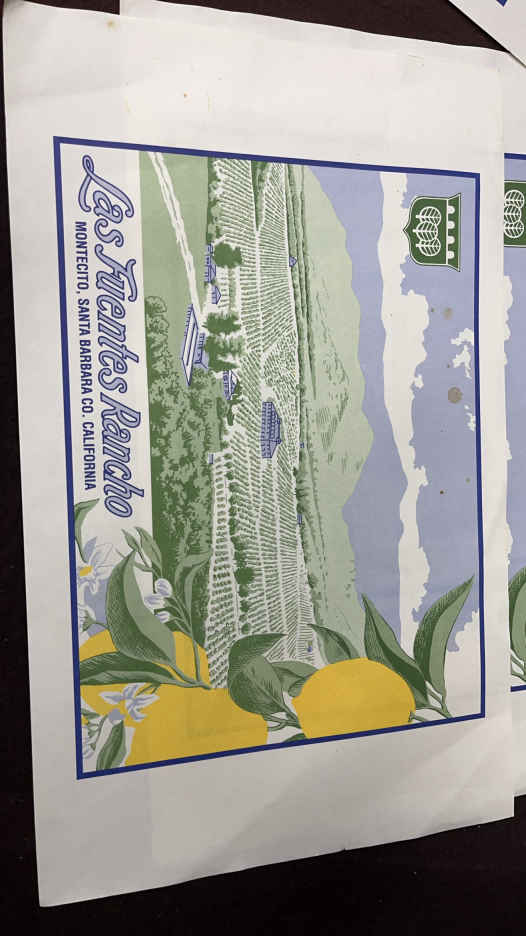 Las Fuentes Rancho
MONTECITO, SANTA BARBARA CO. CALIFORNIA